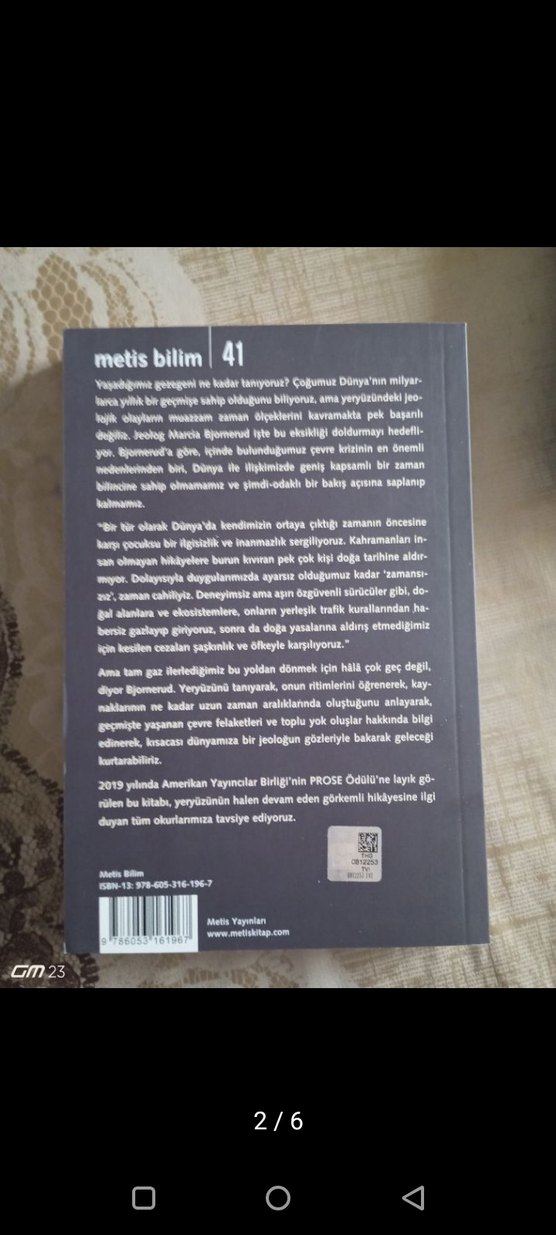 metis bilim | 41
Yaşadığımız gezegeni ne kadar tanıyoruz? Çoğumuz Dünya'nın milyar-
larca yıllık bir geçmişe sahip olduğunu biliyoruz, ama yeryüzündeki jeo-
lojik olayların muazzam zaman ölçeklerini kavramakta pek başarılı
değiliz. Jeolog Marcia Bjornerud işte bu eksikliği doldurmayı hedefli-
yor. Bjornerud'a göre, içinde bulunduğumuz çevre krizinin en önemli
nedenlerinden biri, Dünya ile ilişkimizde geniş kapsamlı bir zaman
bilincine sahip olmamamız ve şimdi-odaklı bir bakış açısına saplanıp
kalmamız.
"Bir tür olarak Dünya'da kendimizin ortaya çıktığı zamanın öncesine
karşı çocuksu bir ilgisizlik ve inanmazlık sergiliyoruz. Kahramanları in-
san olmayan hikâyelere burun kıvıran pek çok kişi doğa tarihine aldır-
mıyor. Dolayısıyla duygularımızda ayarsız olduğumuz kadar 'zamansı-
zız', zaman cahiliyiz. Deneyimsiz ama aşırı özgüvenli sürücüler gibi, do-
ğal alanlara ve ekosistemlere, onların yerleşik trafik kurallarından ha-
bersiz gazlayıp giriyoruz, sonra da doğa yasalarına aldırış etmediğimiz
için kesilen cezaları şaşkınlık ve öfkeyle karşılıyoruz."
Ama tam gaz ilerlediğimiz bu yoldan dönmek için hâlâ çok geç değil,
diyor Bjornerud. Yeryüzünü tanıyarak, onun ritimlerini öğrenerek, kay-
naklarının ne kadar uzun zaman aralıklarında oluştuğunu anlayarak,
geçmişte yaşanan çevre felaketleri ve toplu yok oluşlar hakkında bilgi
edinerek, kısacası dünyamıza bir jeoloğun gözleriyle bakarak geleceği
kurtarabiliriz.
2019 yılında Amerikan Yayıncılar Birliği'nin PROSE Ödülü'ne layık gö-
rülen bu kitabı, yeryüzünün halen devam eden görkemli hikâyesine ilgi
duyan tüm okurlarımıza tavsiye ediyoruz.
THG
0812253
TYI
Metis Bilim
ISBN-13: 978-605-316-196-7
9 786053 161967
Metis Yayınları
www.metiskitap.com
GM 23
2 / 6